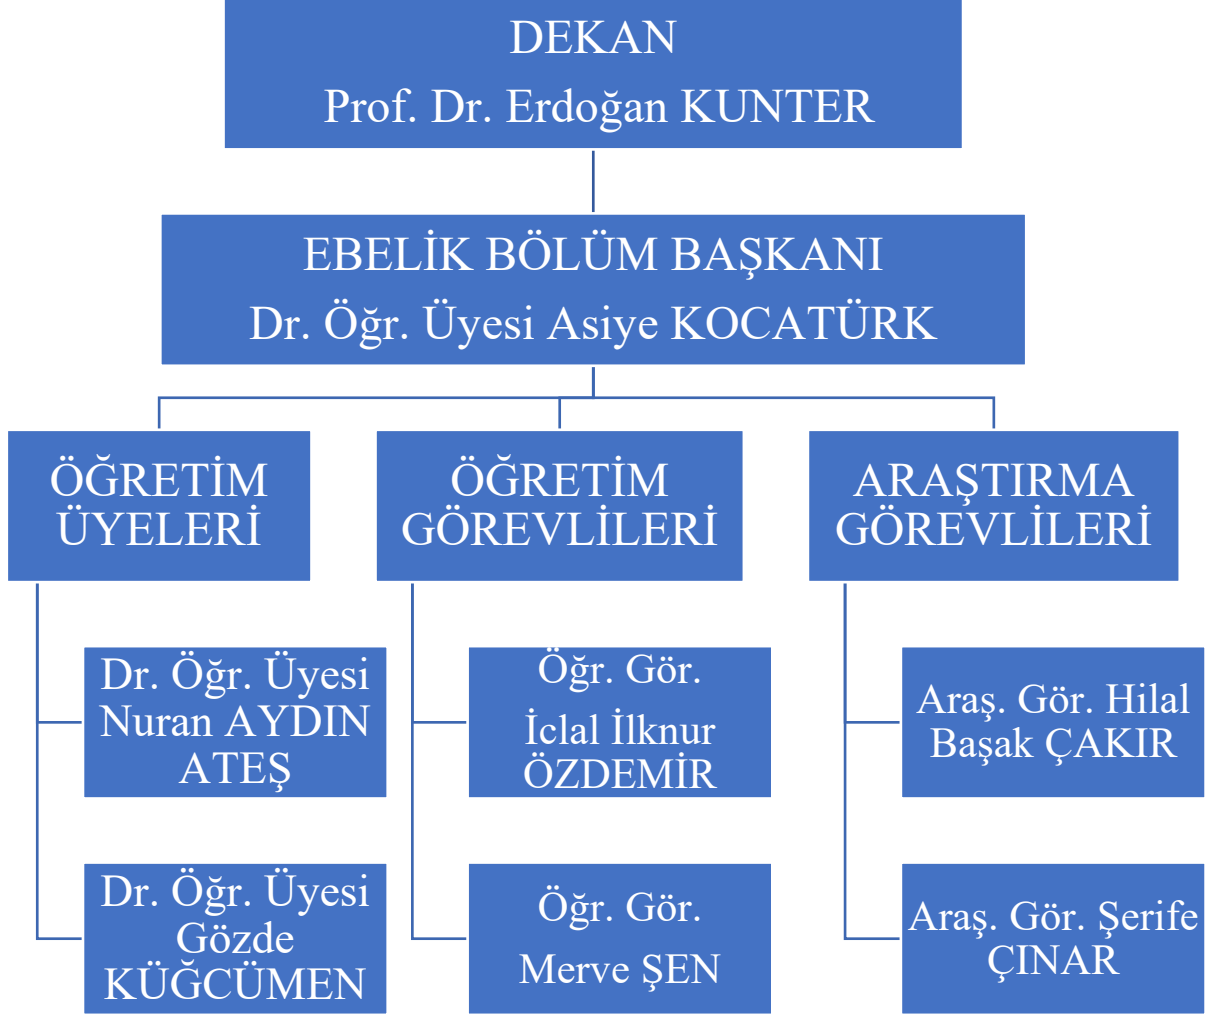 DEKAN
Prof. Dr. Erdoğan KUNTER
EBELİK BÖLÜM BAŞKANI
Dr. Öğr. Üyesi Asiye KOCATÜRK
ÖĞRETİM
ÜYELERİ
Dr. Öğr. Üyesi
Nuran AYDIN
ATEŞ
Dr. Öğr. Üyesi
Gözde
KÜĞCÜMEN
ÖĞRETİM
GÖREVLİLERİ
Öğr. Gör.
İclal İlknur
ÖZDEMİR
Öğr. Gör.
Merve ŞEN
ARAŞTIRMA
GÖREVLİLERİ
Araş. Gör. Hilal
Başak ÇAKIR
Araş. Gör. Şerife
ÇINAR